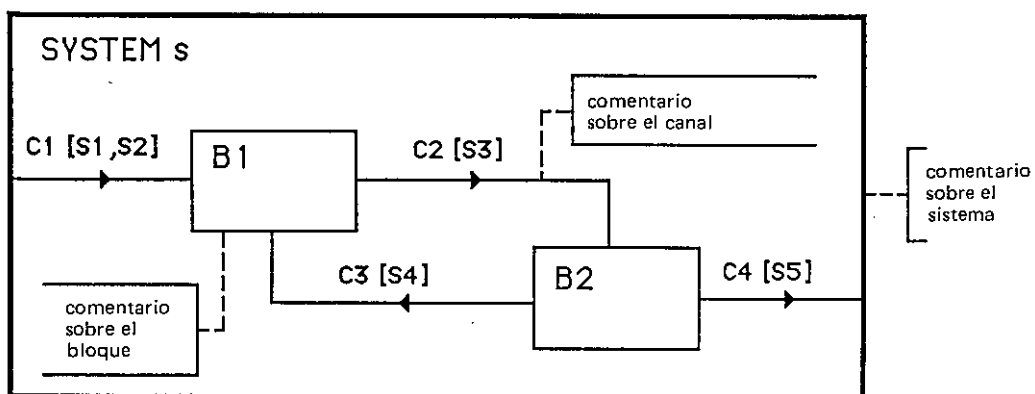 SYSTEM s
comentario
sobre el canal
C1 [S1,S2]
B1
C2 [S3]
comentario
sobre el
sistema
C3 [S4]
B2
C4 [S5]
comentario
sobre el
bloque